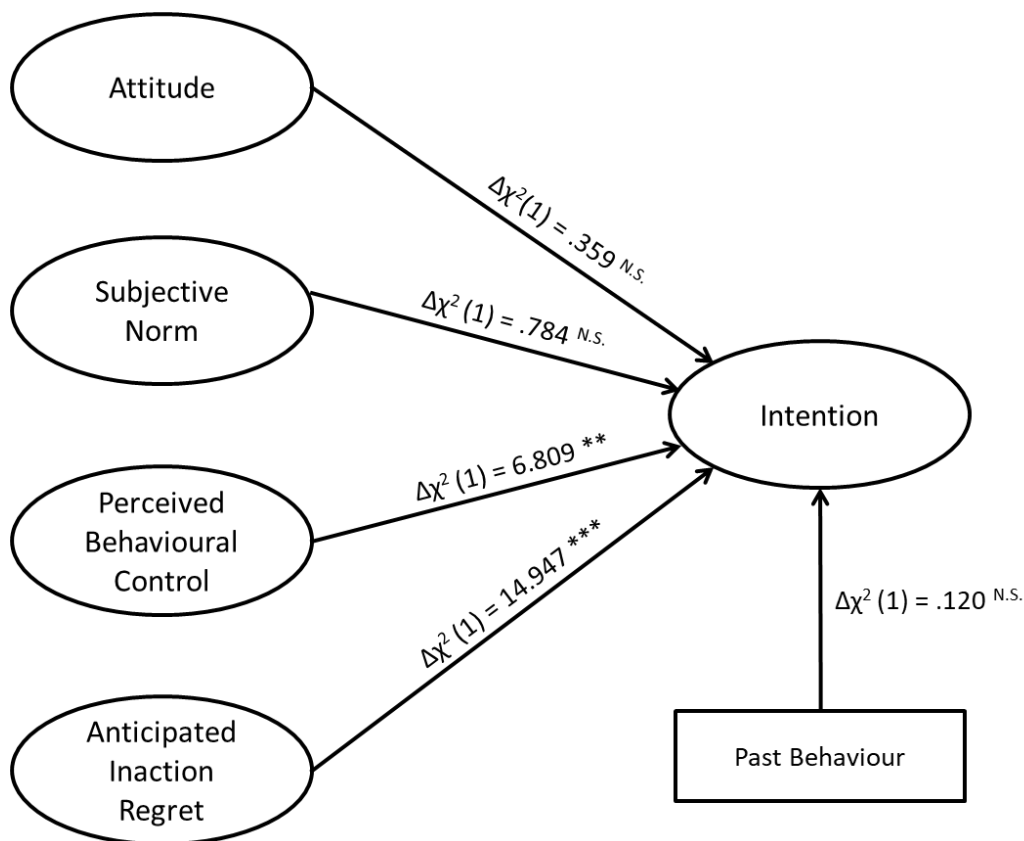 Attitude
Δχ²(1) = .359 N.S.
Subjective
Norm
Δχ² (1) = .784 N.S.
Intention
Perceived
Behavioural
Control
Δχ² (1) = 6.809 **
Anticipated
Inaction
Regret
Δχ² (1) = 14.947 ***
Δχ² (1) = .120 N.S.
Past Behaviour